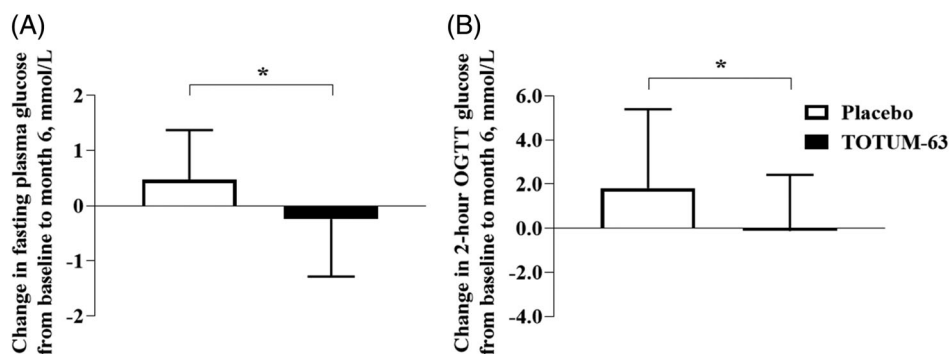 (A)
Change in fasting plasma glucose
from baseline to month 6, mmol/L
2
1
0
-1
-2
*
(B)
Change in 2-hour OGTT glucose
from baseline to month 6, mmol/L
6.0
4.0
2.0
0.0
-2.0
-4.0
*
Placebo
TOTUM-63